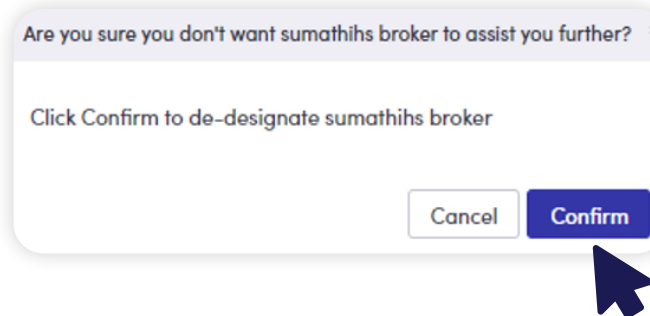 Are you sure you don't want sumathihs broker to assist you further?
Click Confirm to de-designate sumathihs broker
Cancel Confirm